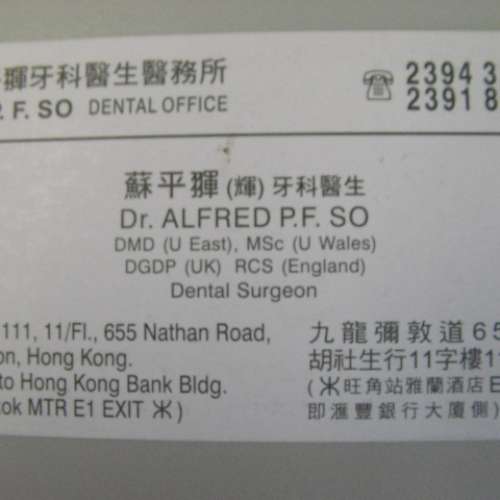 揮牙科醫生醫務所
P. F. SO DENTAL OFFICE
☎ 2394 3
2391 8
蘇平揮(輝)牙科醫生
Dr. ALFRED P.F. SO
DMD (U East), MSc (U Wales)
DGDP (UK) RCS (England)
Dental Surgeon
111, 11/Fl., 655 Nathan Road,
on, Hong Kong.
to Hong Kong Bank Bldg.
ok MTR E1 EXIT )
九龍彌敦道65
胡社生行11字樓1
(旺角站雅蘭酒店E
即滙豐銀行大廈側)